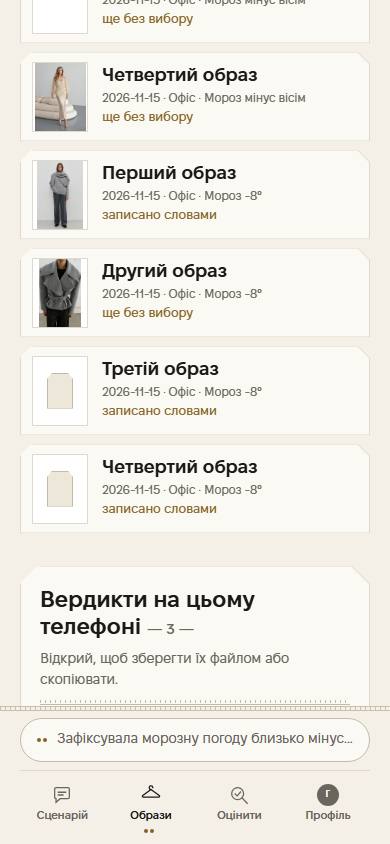 2026-11-15 · Офіс · Мороз мінус вісім
ще без вибору
Четвертий образ
2026-11-15 · Офіс · Мороз мінус вісім
ще без вибору
Перший образ
2026-11-15 · Офіс · Мороз -8°
записано словами
Другий образ
2026-11-15 · Офіс · Мороз -8°
ще без вибору
Третій образ
2026-11-15 · Офіс · Мороз -8°
записано словами
Четвертий образ
2026-11-15 · Офіс · Мороз -8°
записано словами
Вердикти на цьому
телефоні — 3 —
Відкрий, щоб зберегти їх файлом або
скопіювати.
Зафіксувала морозну погоду близько мінус...
Сценарій
Образи
Оцінити
Г
Профіль